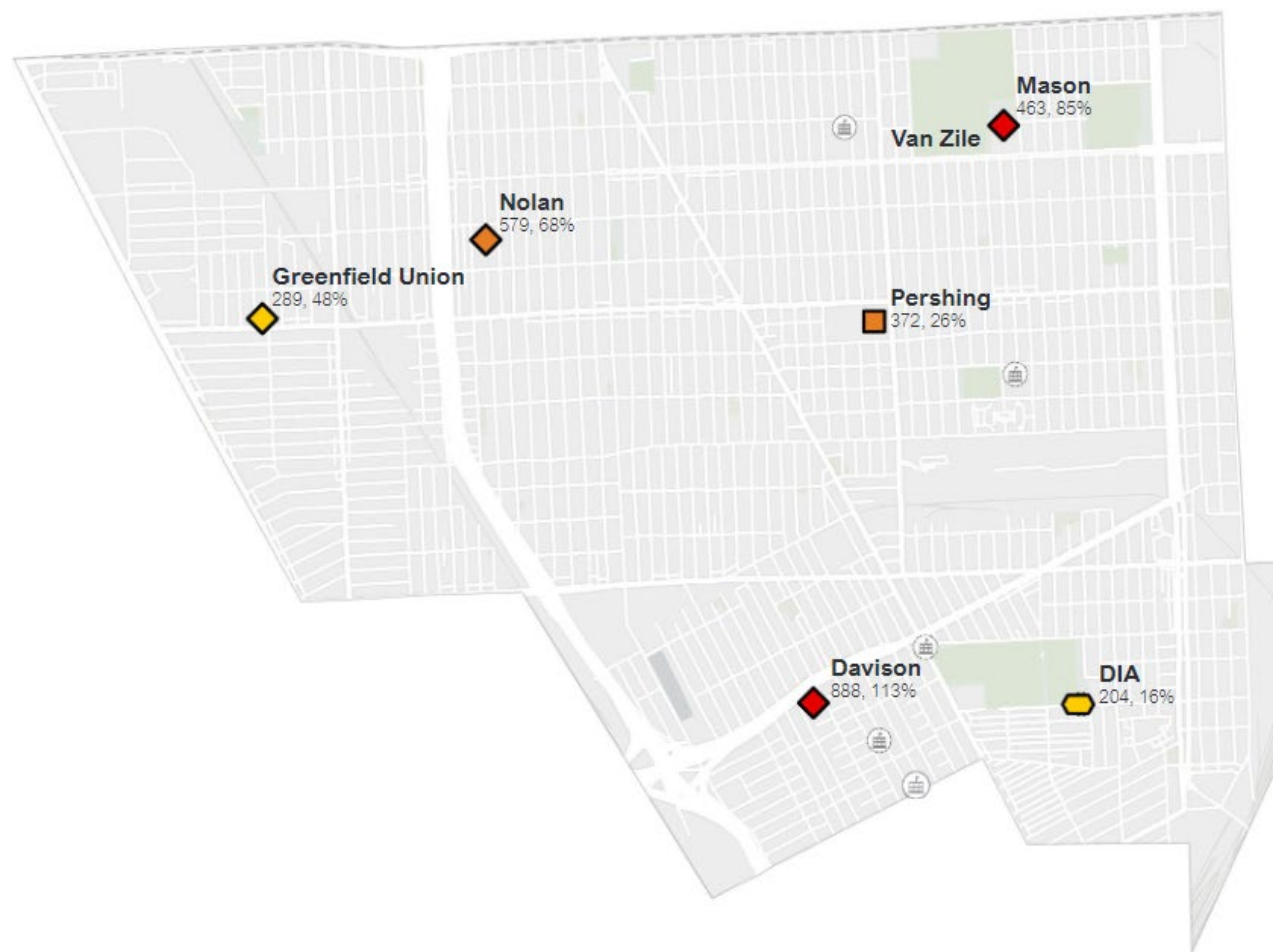 Mason
463, 85%
Van Zile
Nolan
579, 68%
Greenfield Union
289, 48%
Pershing
372, 26%
Davison
888, 113%
DIA
204, 16%